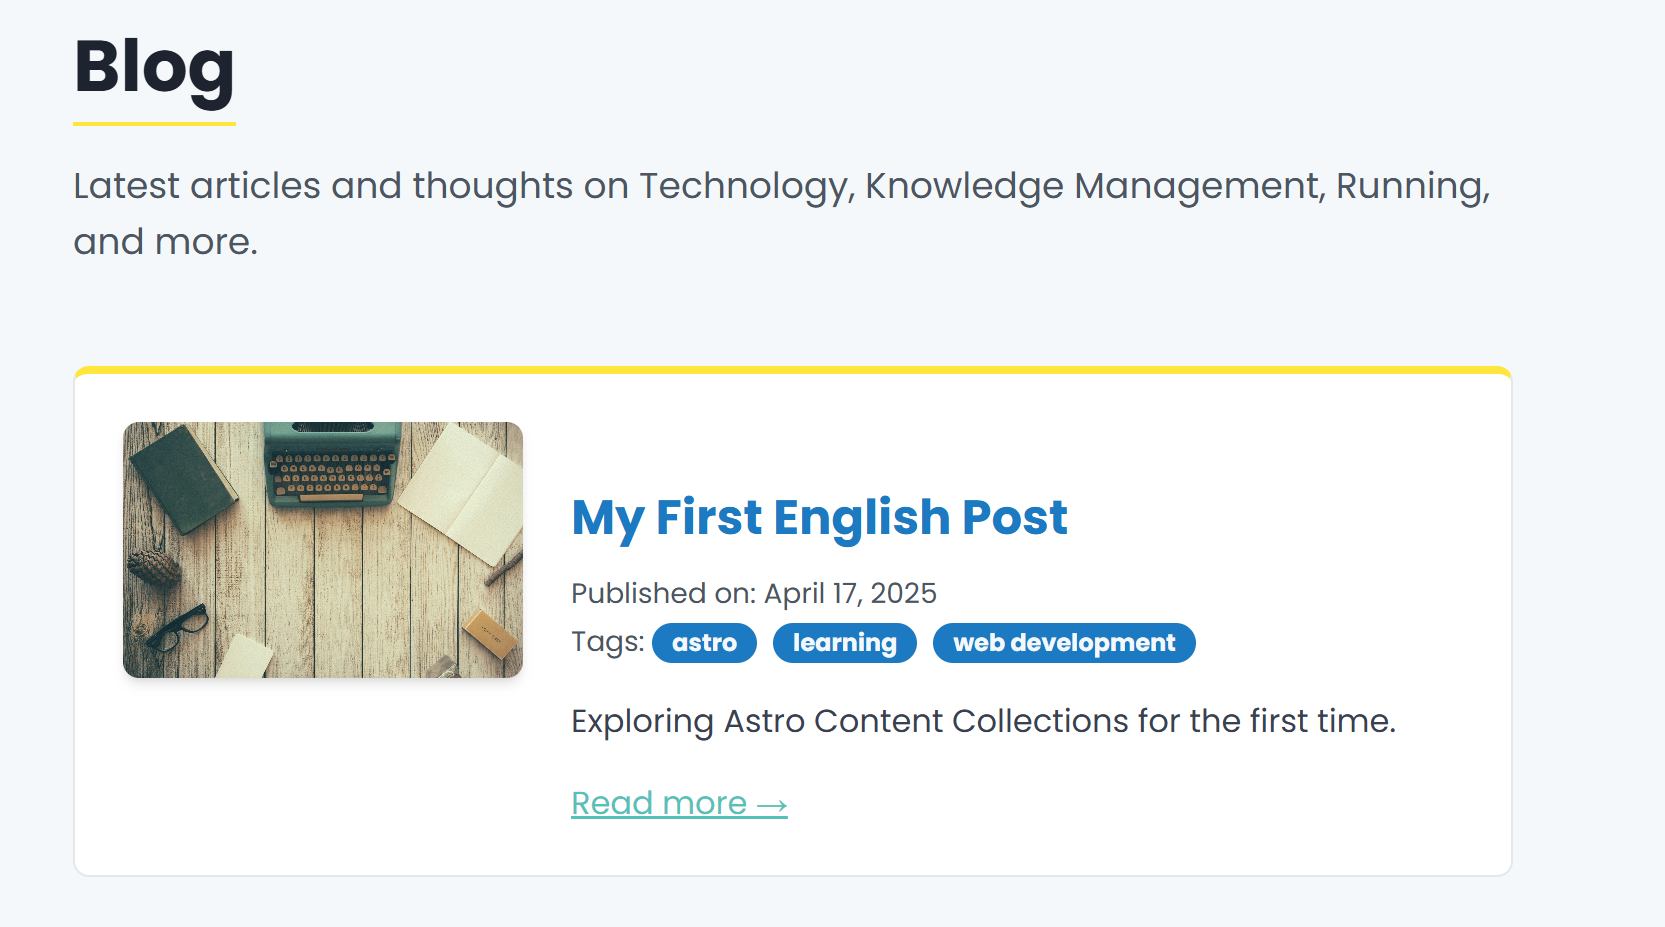 Blog
Latest articles and thoughts on Technology, Knowledge Management, Running,
and more.
My First English Post
Published on: April 17, 2025
Tags: astro learning web development
Exploring Astro Content Collections for the first time.
Read more →